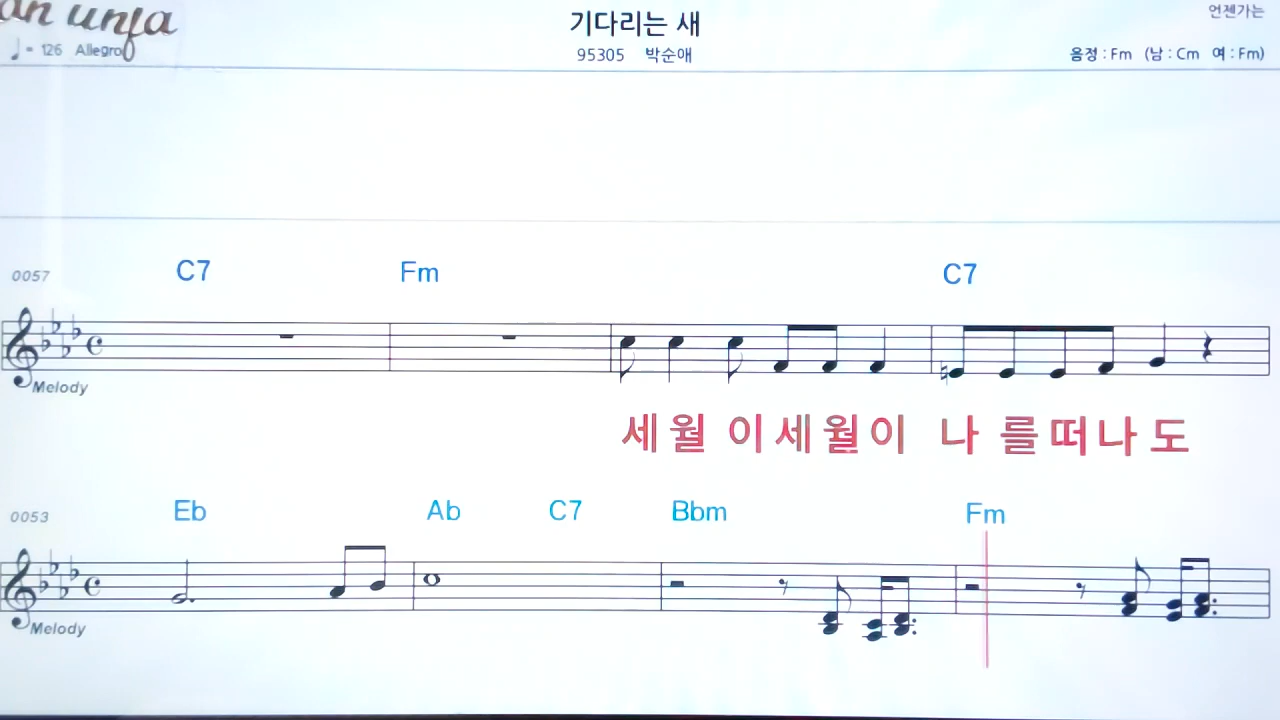 기다리는 새
언젠가는
♩= 126 Allegro
95305 박순애
음정 : Fm (남 : Cm 여 : Fm)
C7 Fm C7
0057
Melody
세월 이세월이 나 를떠나도
Eb Ab C7 Bbm Fm
0053
Melody